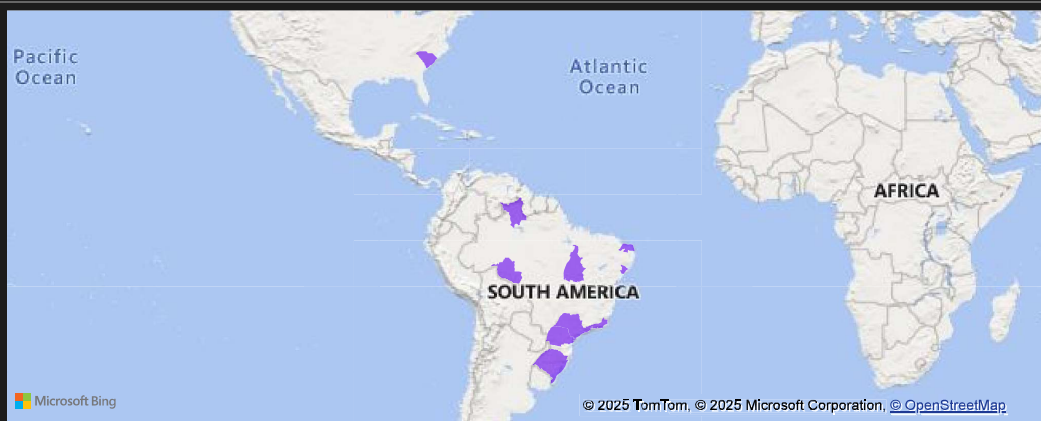 Pacific
Ocean
Atlantic
Ocean
AFRICA
SOUTH AMERICA
Microsoft Bing
© 2025 TomTom, © 2025 Microsoft Corporation, © OpenStreetMap